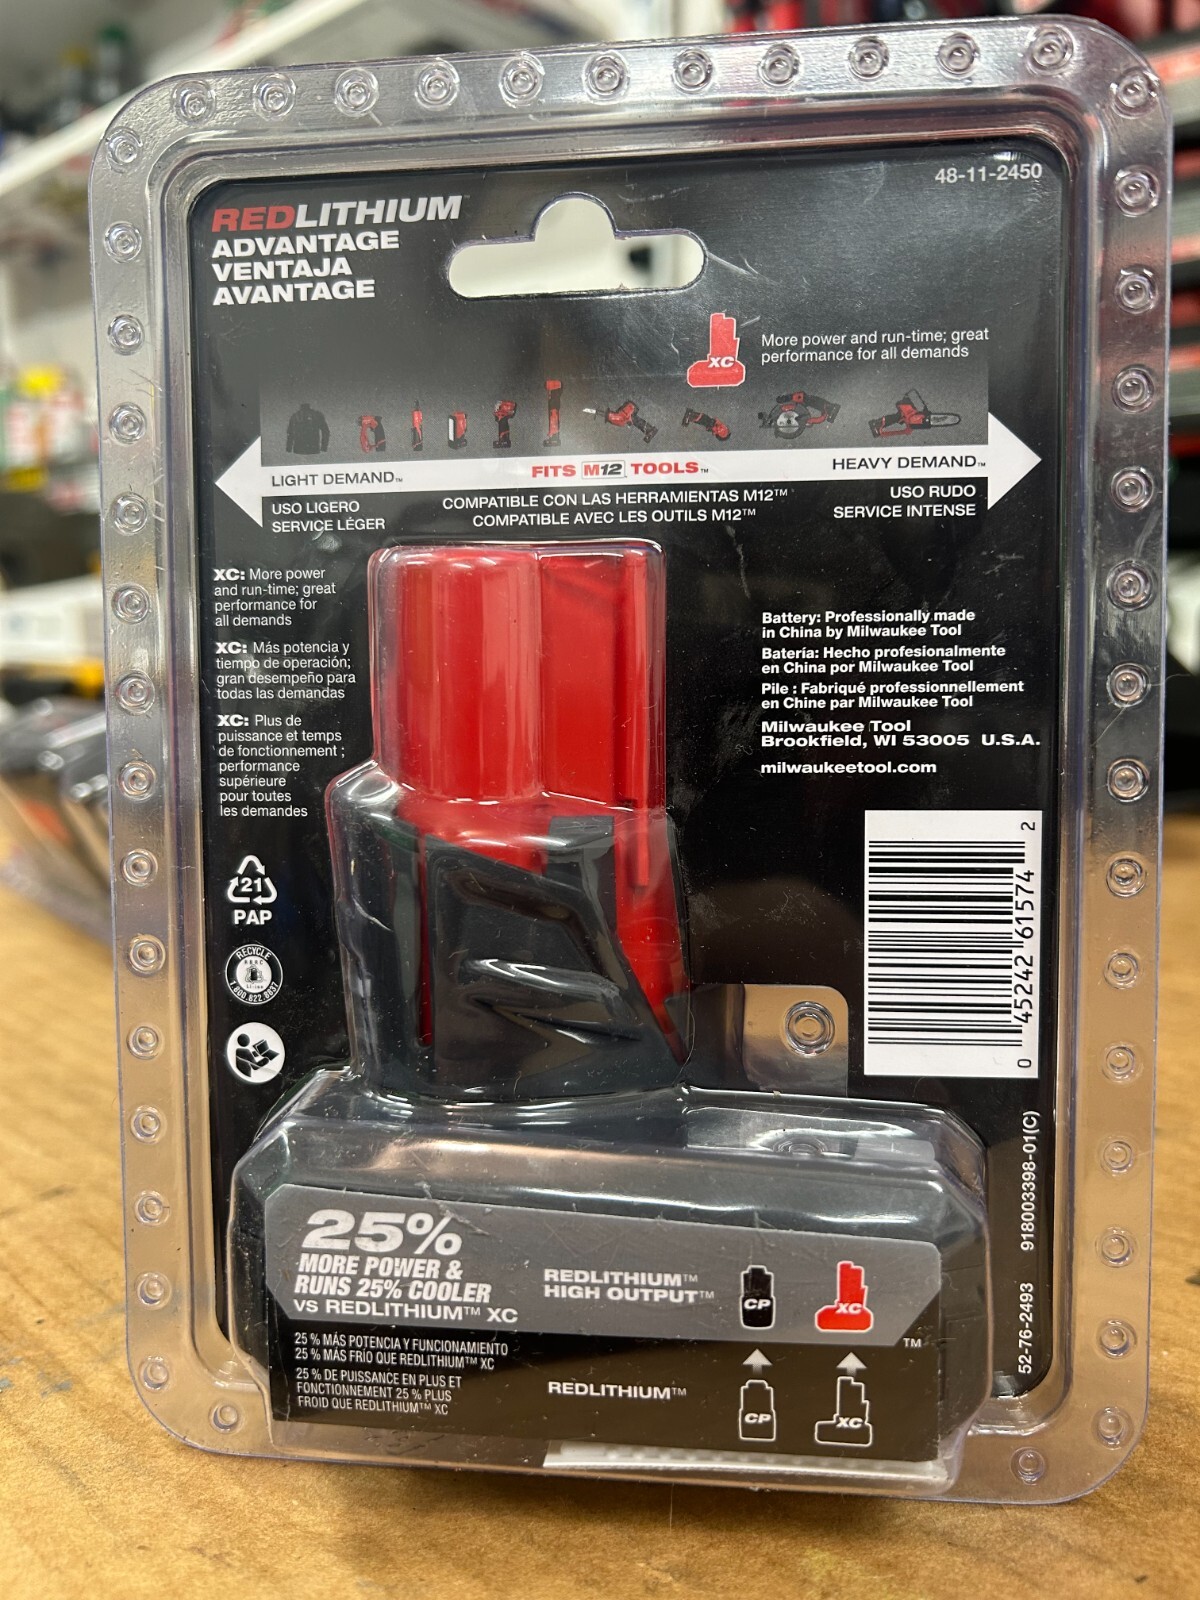 48-11-2450
REDLITHIUM™
ADVANTAGE
VENTAJA
AVANTAGE
XC
More power and run-time; great
performance for all demands
LIGHT DEMAND™
FITS M12 TOOLS™
HEAVY DEMAND™
USO LIGERO
SERVICE LÉGER
COMPATIBLE CON LAS HERRAMIENTAS M12™
COMPATIBLE AVEC LES OUTILS M12™
USO RUDO
SERVICE INTENSE
XC: More power
and run-time; great
performance for
all demands
XC: Más potencia y
tiempo de operación;
gran desempeño para
todas las demandas
XC: Plus de
puissance et temps
de fonctionnement ;
performance
supérieure
pour toutes
les demandes
Battery: Professionally made
in China by Milwaukee Tool
Batería: Hecho profesionalmente
en China por Milwaukee Tool
Pile : Fabriqué professionnellement
en Chine par Milwaukee Tool
Milwaukee Tool
Brookfield, WI 53005 U.S.A.
milwaukeetool.com
21
PAP
RECYCLE
RBRC
Li-ion
1.800.822.8837
0 45242 61574 2
918003398-01(C)
52-76-2493
25%
MORE POWER &
RUNS 25% COOLER
VS REDLITHIUM™ XC
REDLITHIUM™
HIGH OUTPUT™
CP
XC
™
25 % MÁS POTENCIA Y FUNCIONAMIENTO
25 % MÁS FRÍO QUE REDLITHIUM™ XC
25 % DE PUISSANCE EN PLUS ET
FONCTIONNEMENT 25 % PLUS
FROID QUE REDLITHIUM™ XC
REDLITHIUM™
CP
XC